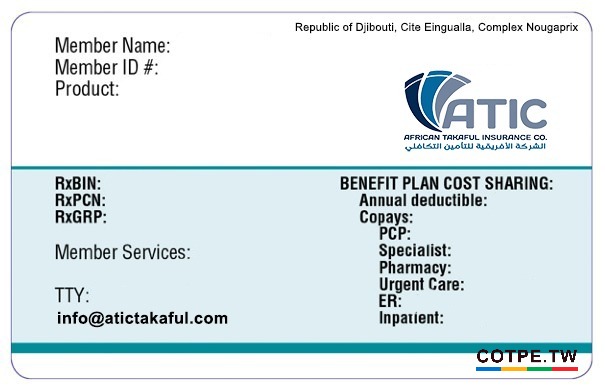 Republic of Djibouti, Cite Eingualla, Complex Nougaprix
Member Name:
Member ID #:
Product:
ATIC
AFRICAN TAKAFUL INSURANCE CO.
الشركة الأفريقية للتأمين التكافلي
RxBIN:
RxPCN:
RxGRP:
Member Services:
TTY:
info@atictakaful.com
BENEFIT PLAN COST SHARING:
Annual deductible:
Copays:
PCP:
Specialist:
Pharmacy:
Urgent Care:
ER:
Inpatient:
COTPE.TW